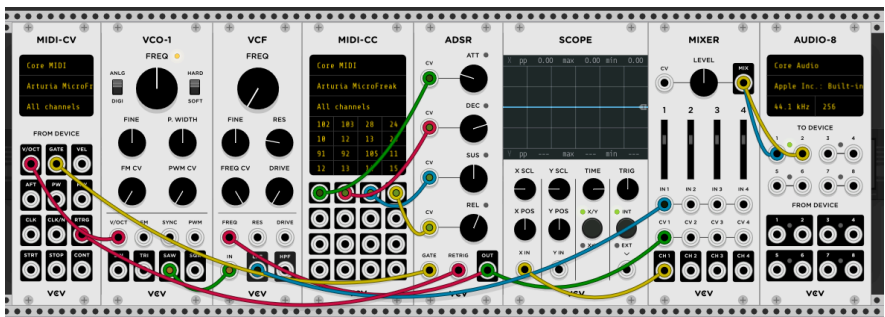 MIDI-CV
Core MIDI
Arturia MicroFr
All channels
FROM DEVICE
V/OCT GATE VEL
AFT PW
CLK CLK/N RTRG
STRT STOP CONT
VCV
VCO-1
FREQ
ANLG
DIGI
HARD
SOFT
FINE P. WIDTH
FM CV PWM CV
V/OCT FM SYNC PWM
TRI SAW
VCV
VCF
FREQ
FINE RES
FREQ CV DRIVE
FREQ RES DRIVE
IN HPF
MIDI-CC
Core MIDI
Arturia MicroFreak
All channels
102 103 28 24
10 12 13
91 92 105 11
12 13 15
ADSR
CV ATT
CV DEC
CV SUS
CV REL
GATE RETRIG OUT
VCV
SCOPE
X pp 0.00 max 0.00 min 0.00
Y pp --- max --- min ---
X SCL Y SCL TIME TRIG
X POS Y POS X/Y INT
EXT
X IN Y IN
VCV
MIXER
CV LEVEL MIX
1 2 3 4
IN 1 IN 2 IN 3 IN 4
CV 1 CV 2 CV 3 CV 4
CH 1 CH 2 CH 3 CH 4
VCV
AUDIO-8
Core Audio
Apple Inc.: Built-in
44.1 kHz 256
TO DEVICE
1 2 3 4
5 6 7 8
FROM DEVICE
1 2 3 4
5 6 7 8
VCV